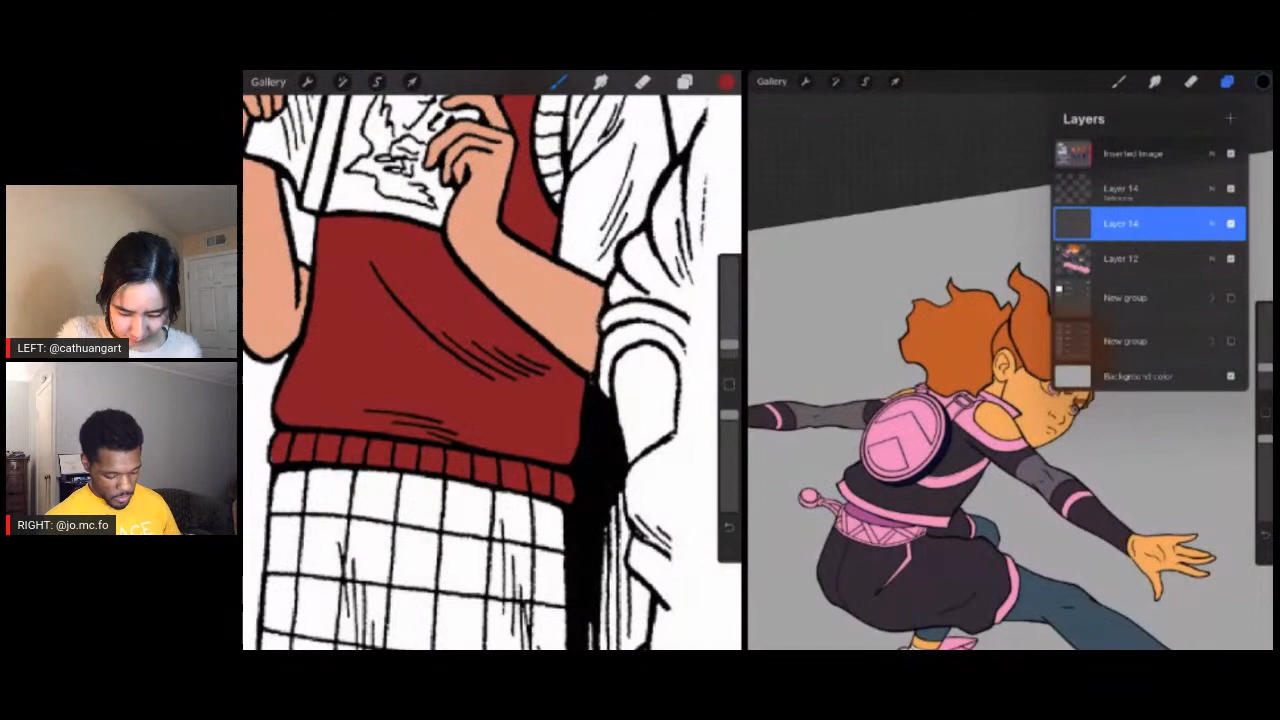 LEFT: @cathuangart
RIGHT: @jo.mc.fo
Gallery
Gallery
Layers
Inserted Image
N
Layer 14
Reference
N
Layer 14
N
Layer 12
N
New group
New group
Background color